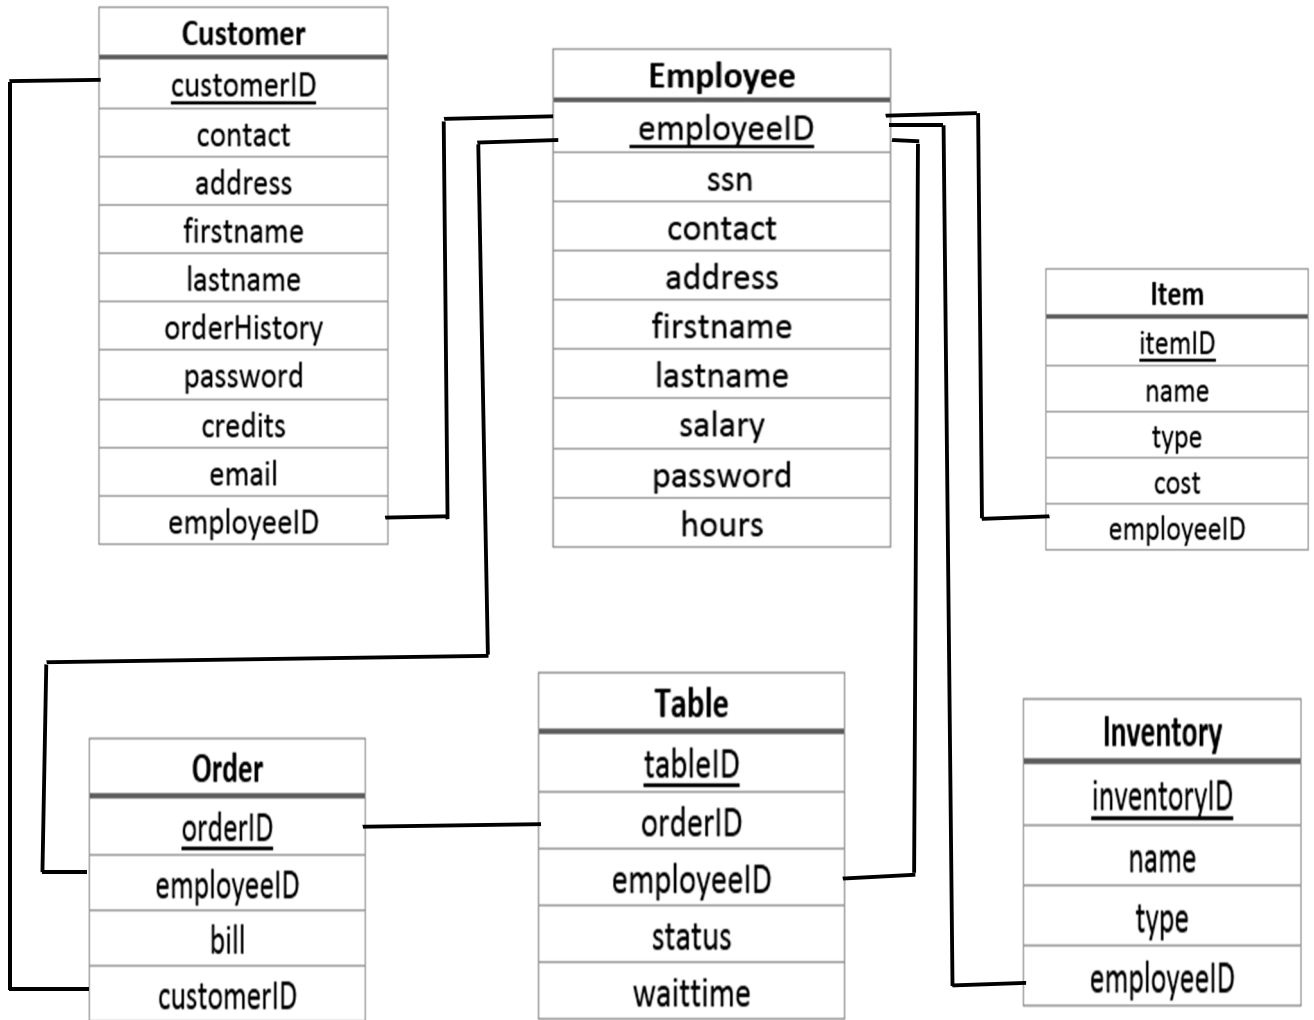 Customer
customerID
contact
address
firstname
lastname
orderHistory
password
credits
email
employeeID
Employee
employeeID
ssn
contact
address
firstname
lastname
salary
password
hours
Item
itemID
name
type
cost
employeeID
Order
orderID
employeeID
bill
customerID
Table
tableID
orderID
employeeID
status
waittime
Inventory
inventoryID
name
type
employeeID